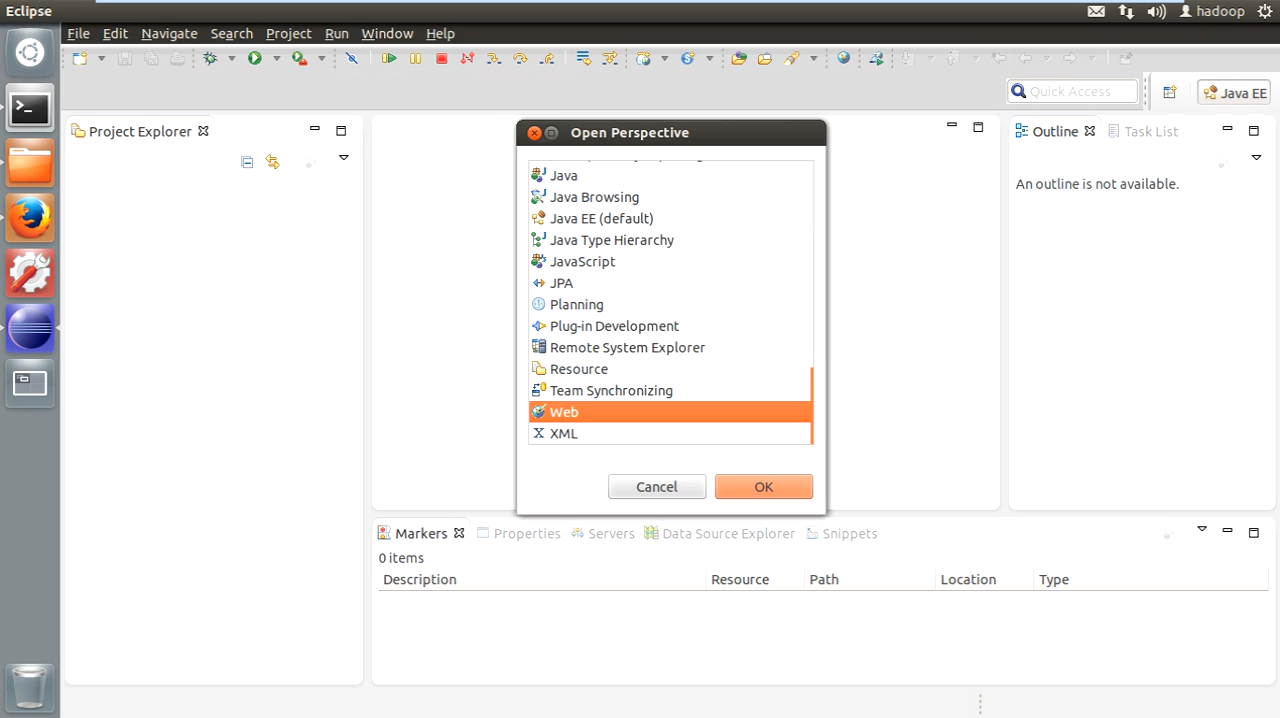 Eclipse
hadoop
File Edit Navigate Search Project Run Window Help
Quick Access
Java EE
Project Explorer
Open Perspective
Java
Java Browsing
Java EE (default)
Java Type Hierarchy
JavaScript
JPA
Planning
Plug-in Development
Remote System Explorer
Resource
Team Synchronizing
Web
XML
Cancel OK
Outline Task List
An outline is not available.
Markers Properties Servers Data Source Explorer Snippets
0 items
Description Resource Path Location Type